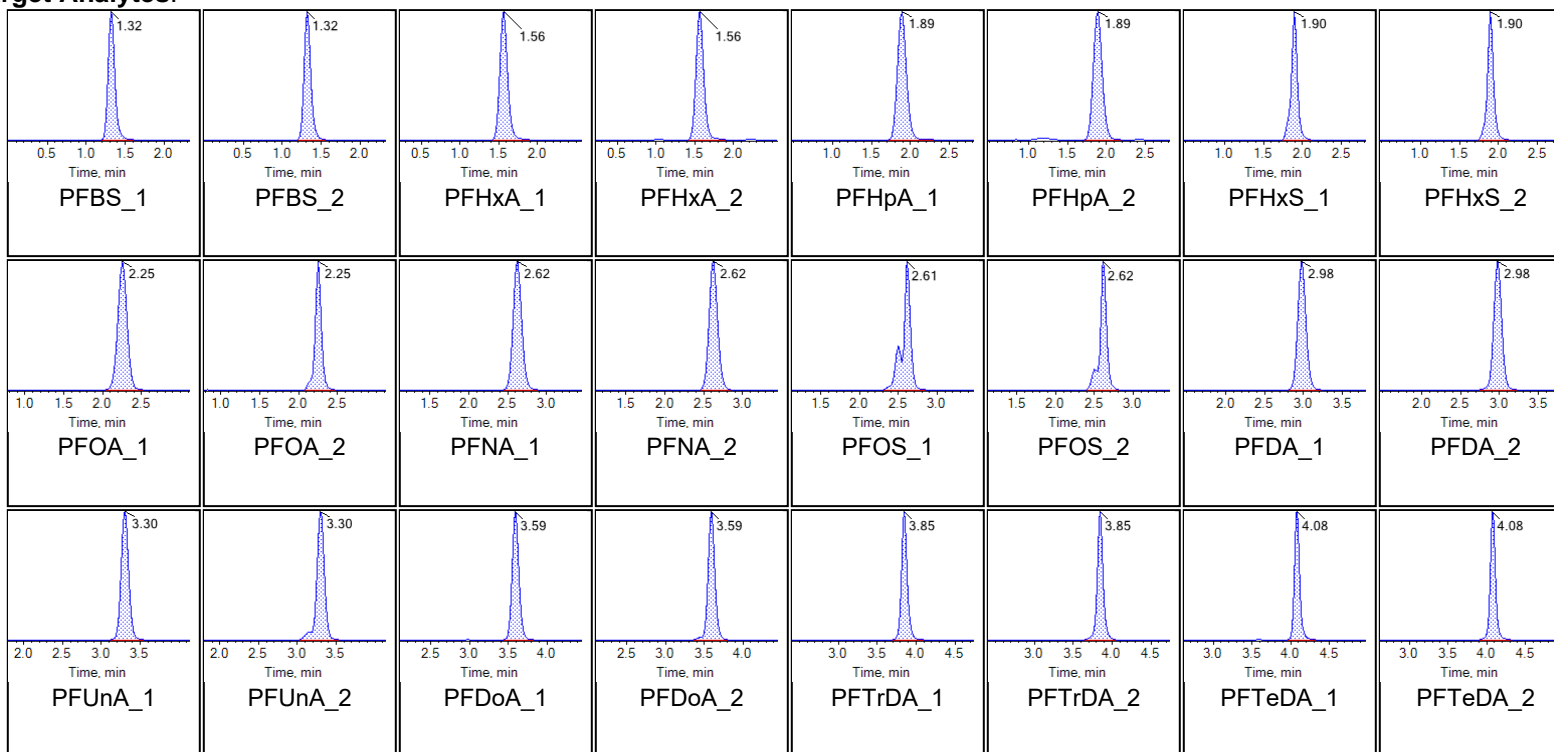 rget Analytes:
1.32 1.32 1.56 1.56 1.89 1.89 1.90 1.90
0.5 1.0 1.5 2.0 0.5 1.0 1.5 2.0 0.5 1.0 1.5 2.0 0.5 1.0 1.5 2.0 1.0 1.5 2.0 2.5 1.0 1.5 2.0 2.5 1.0 1.5 2.0 2.5 1.0 1.5 2.0 2.5
Time, min Time, min Time, min Time, min Time, min Time, min Time, min Time, min
PFBS_1 PFBS_2 PFHxA_1 PFHxA_2 PFHpA_1 PFHpA_2 PFHxS_1 PFHxS_2
2.25 2.25 2.62 2.62 2.61 2.62 2.98 2.98
1.0 1.5 2.0 2.5 1.0 1.5 2.0 2.5 1.5 2.0 2.5 3.0 1.5 2.0 2.5 3.0 1.5 2.0 2.5 3.0 1.5 2.0 2.5 3.0 2.0 2.5 3.0 3.5 2.0 2.5 3.0 3.5
Time, min Time, min Time, min Time, min Time, min Time, min Time, min Time, min
PFOA_1 PFOA_2 PFNA_1 PFNA_2 PFOS_1 PFOS_2 PFDA_1 PFDA_2
3.30 3.30 3.59 3.59 3.85 3.85 4.08 4.08
2.0 2.5 3.0 3.5 2.0 2.5 3.0 3.5 2.5 3.0 3.5 4.0 2.5 3.0 3.5 4.0 3.0 3.5 4.0 4.5 3.0 3.5 4.0 4.5 3.0 3.5 4.0 4.5 3.0 3.5 4.0 4.5
Time, min Time, min Time, min Time, min Time, min Time, min Time, min Time, min
PFUnA_1 PFUnA_2 PFDoA_1 PFDoA_2 PFTrDA_1 PFTrDA_2 PFTeDA_1 PFTeDA_2